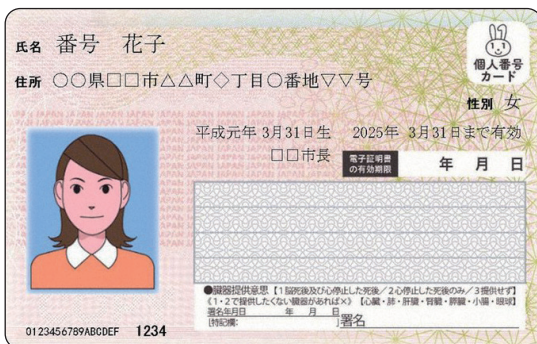 氏名 番号 花子
個人番号
カード
住所 ○○県□□市△△町◇丁目○番地▽▽号
性別 女
平成元年 3月31日生 2025年 3月31日まで有効
□□市長
電子証明書
の有効期限
年 月 日
●臓器提供意思【1脳死後及び心停止した死後/2心停止した死後のみ/3提供せず】
《1・2で提供したくない臓器があれば×》【心臓・肺・肝臓・腎臓・膵臓・小腸・眼球】
署名年月日 年 月 日
[特記欄: ]署名
0123456789ABCDEF 1234